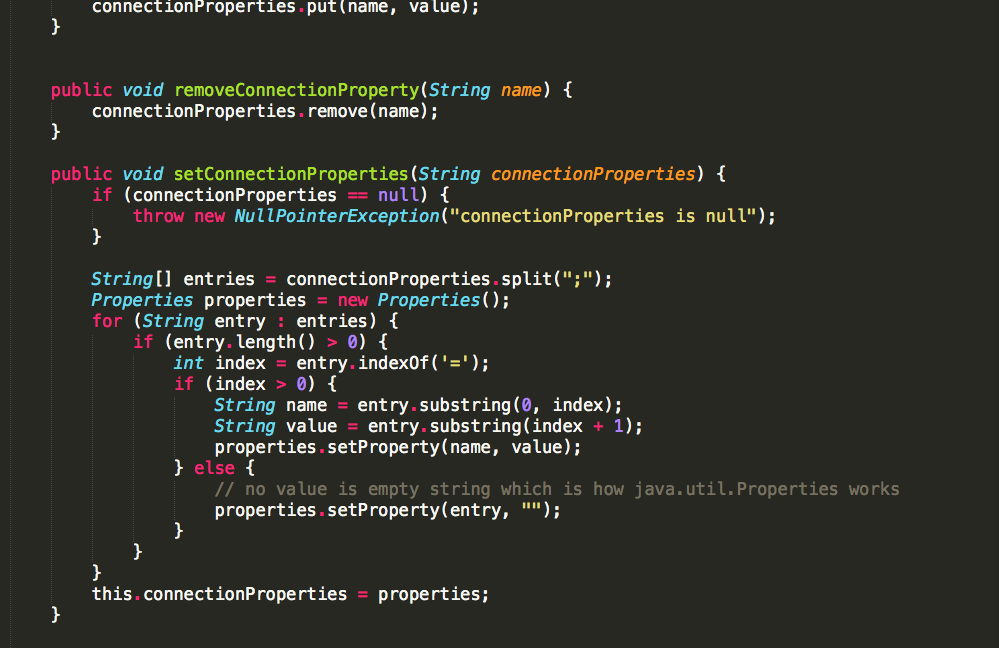 connectionProperties.put(name, value);
}
public void removeConnectionProperty(String name) {
connectionProperties.remove(name);
}
public void setConnectionProperties(String connectionProperties) {
if (connectionProperties == null) {
throw new NullPointerException("connectionProperties is null");
}
String[] entries = connectionProperties.split(";");
Properties properties = new Properties();
for (String entry : entries) {
if (entry.length() > 0) {
int index = entry.indexOf('=');
if (index > 0) {
String name = entry.substring(0, index);
String value = entry.substring(index + 1);
properties.setProperty(name, value);
} else {
// no value is empty string which is how java.util.Properties works
properties.setProperty(entry, "");
}
}
}
this.connectionProperties = properties;
}